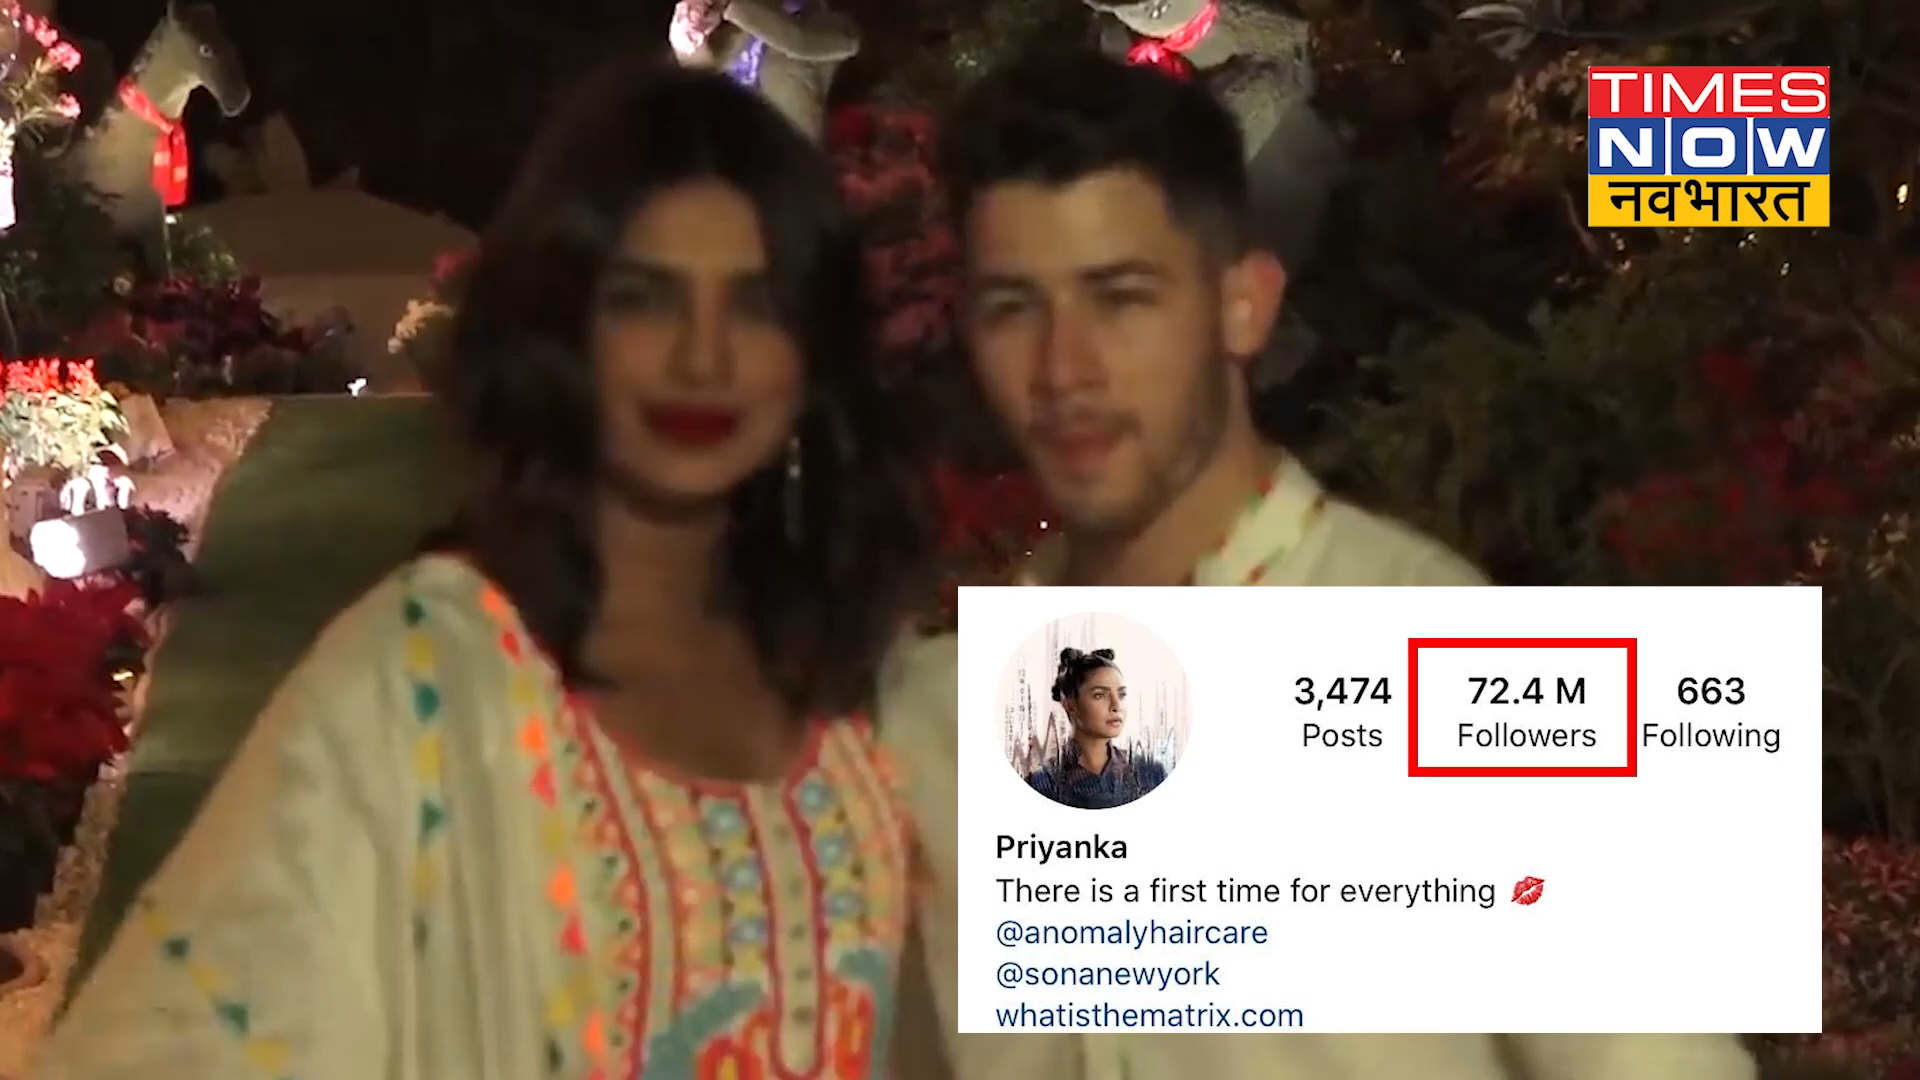 TIMES
NOW
नवभारत
3,474 72.4 M 663
Posts Followers Following
Priyanka
There is a first time for everything 💋
@anomalyhaircare
@sonanewyork
whatisthematrix.com